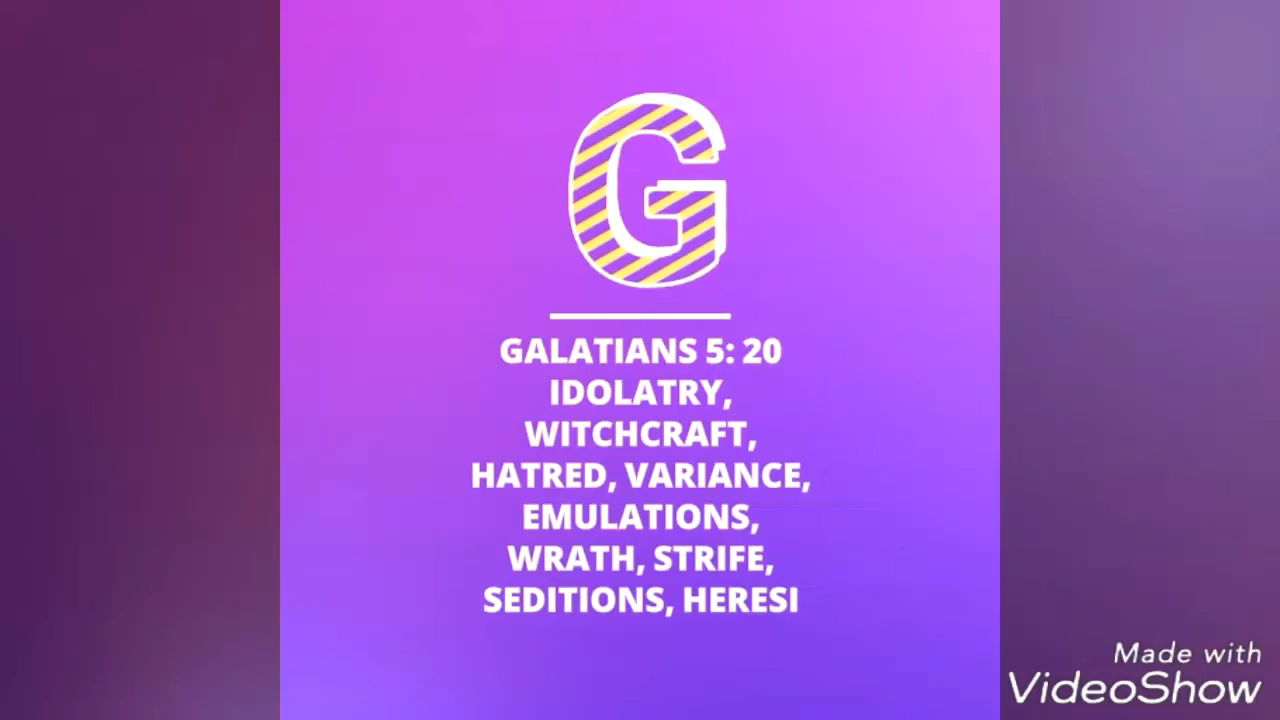 G
GALATIANS 5: 20
IDOLATRY,
WITCHCRAFT,
HATRED, VARIANCE,
EMULATIONS,
WRATH, STRIFE,
SEDITIONS, HERESI
Made with
VideoShow